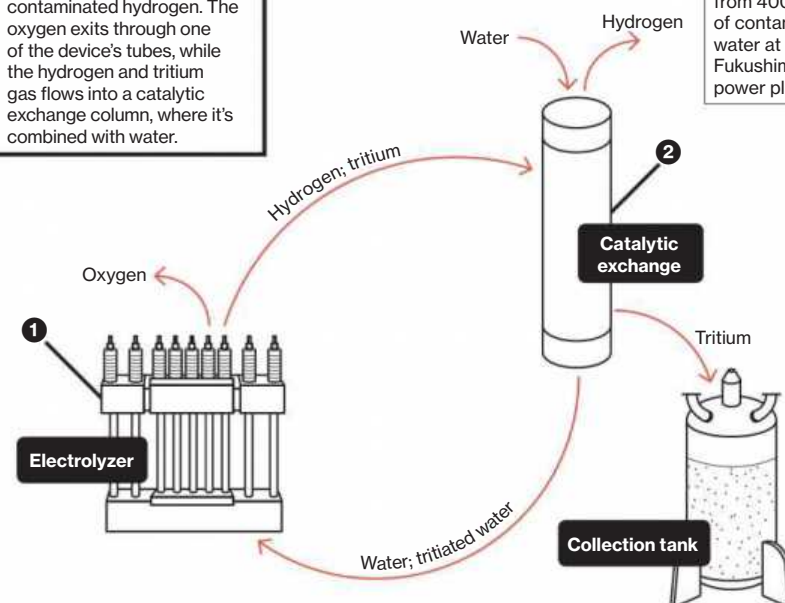 contaminated hydrogen. The
oxygen exits through one
of the device's tubes, while
the hydrogen and tritium
gas flows into a catalytic
exchange column, where it's
combined with water.
from 400
of contam
water at
Fukushim
power pl
Water
Hydrogen
Hydrogen; tritium
2
Catalytic
exchange
Oxygen
1
Tritium
Electrolyzer
Water; tritiated water
Collection tank